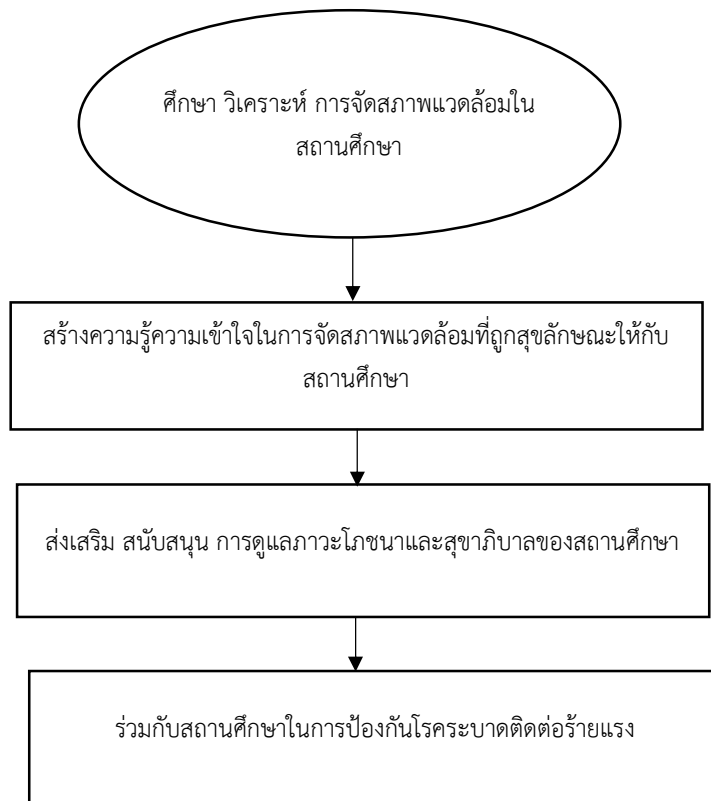 ศึกษา วิเคราะห์ การจัดสภาพแวดล้อมใน
สถานศึกษา
สร้างความรู้ความเข้าใจในการจัดสภาพแวดล้อมที่ถูกสุขลักษณะให้กับ
สถานศึกษา
ส่งเสริม สนับสนุน การดูแลภาวะโภชนาและสุขาภิบาลของสถานศึกษา
ร่วมกับสถานศึกษาในการป้องกันโรคระบาดติดต่อร้ายแรง